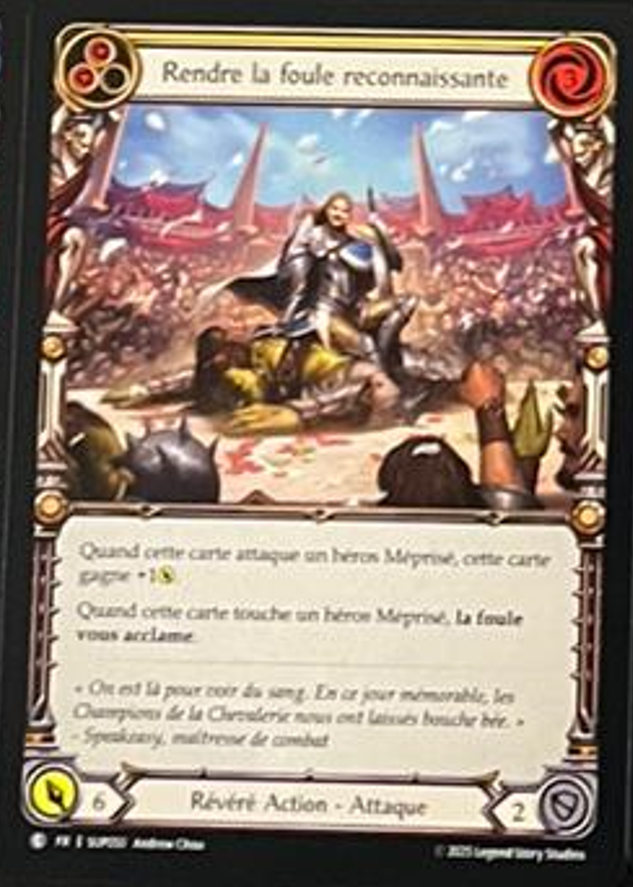 Rendre la foule reconnaissante
3
Quand cette carte attaque un héros Méprisé, cette carte
gagne +1
Quand cette carte touche un héros Méprisé, la foule
vous acclame.
« On est là pour voir du sang. En ce jour mémorable, les
Champions de la Chevalerie nous ont laissés bouche bée. »
- Speakeasy, maîtresse de combat
6
Révéré Action - Attaque
2
C FR Andrew Chau
© 2025 Legend Story Studios